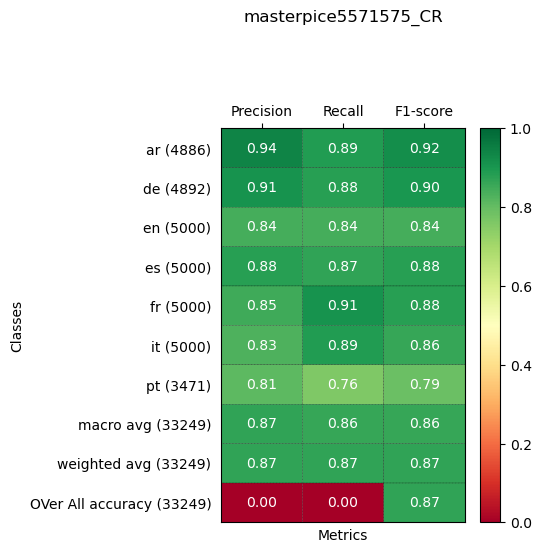 masterpice5571575_CR
Precision Recall F1-score
ar (4886) 0.94 0.89 0.92
de (4892) 0.91 0.88 0.90
en (5000) 0.84 0.84 0.84
es (5000) 0.88 0.87 0.88
fr (5000) 0.85 0.91 0.88
it (5000) 0.83 0.89 0.86
pt (3471) 0.81 0.76 0.79
macro avg (33249) 0.87 0.86 0.86
weighted avg (33249) 0.87 0.87 0.87
OVer All accuracy (33249) 0.00 0.00 0.87
Classes
Metrics
1.0
0.8
0.6
0.4
0.2
0.0